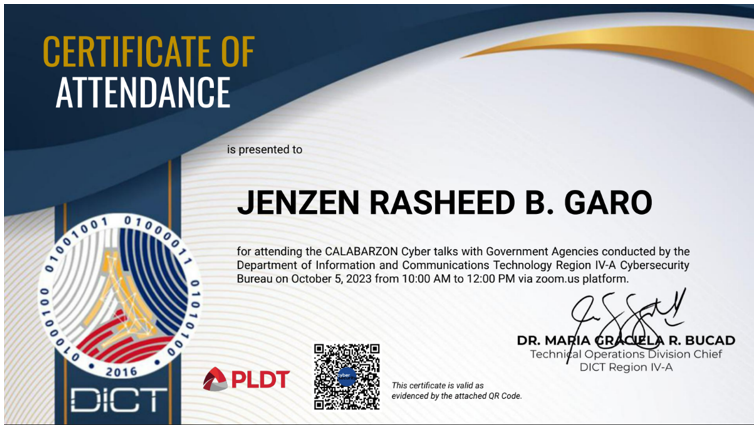 CERTIFICATE OF
ATTENDANCE
is presented to
JENZEN RASHEED B. GARO
for attending the CALABARZON Cyber talks with Government Agencies conducted by the
Department of Information and Communications Technology Region IV-A Cybersecurity
Bureau on October 5, 2023 from 10:00 AM to 12:00 PM via zoom.us platform.
DR. MARIA GRACIELA R. BUCAD
Technical Operations Division Chief
DICT Region IV-A
01000100 01001001 01000011 01010100
• 2016 •
DICT
PLDT
This certificate is valid as
evidenced by the attached QR Code.